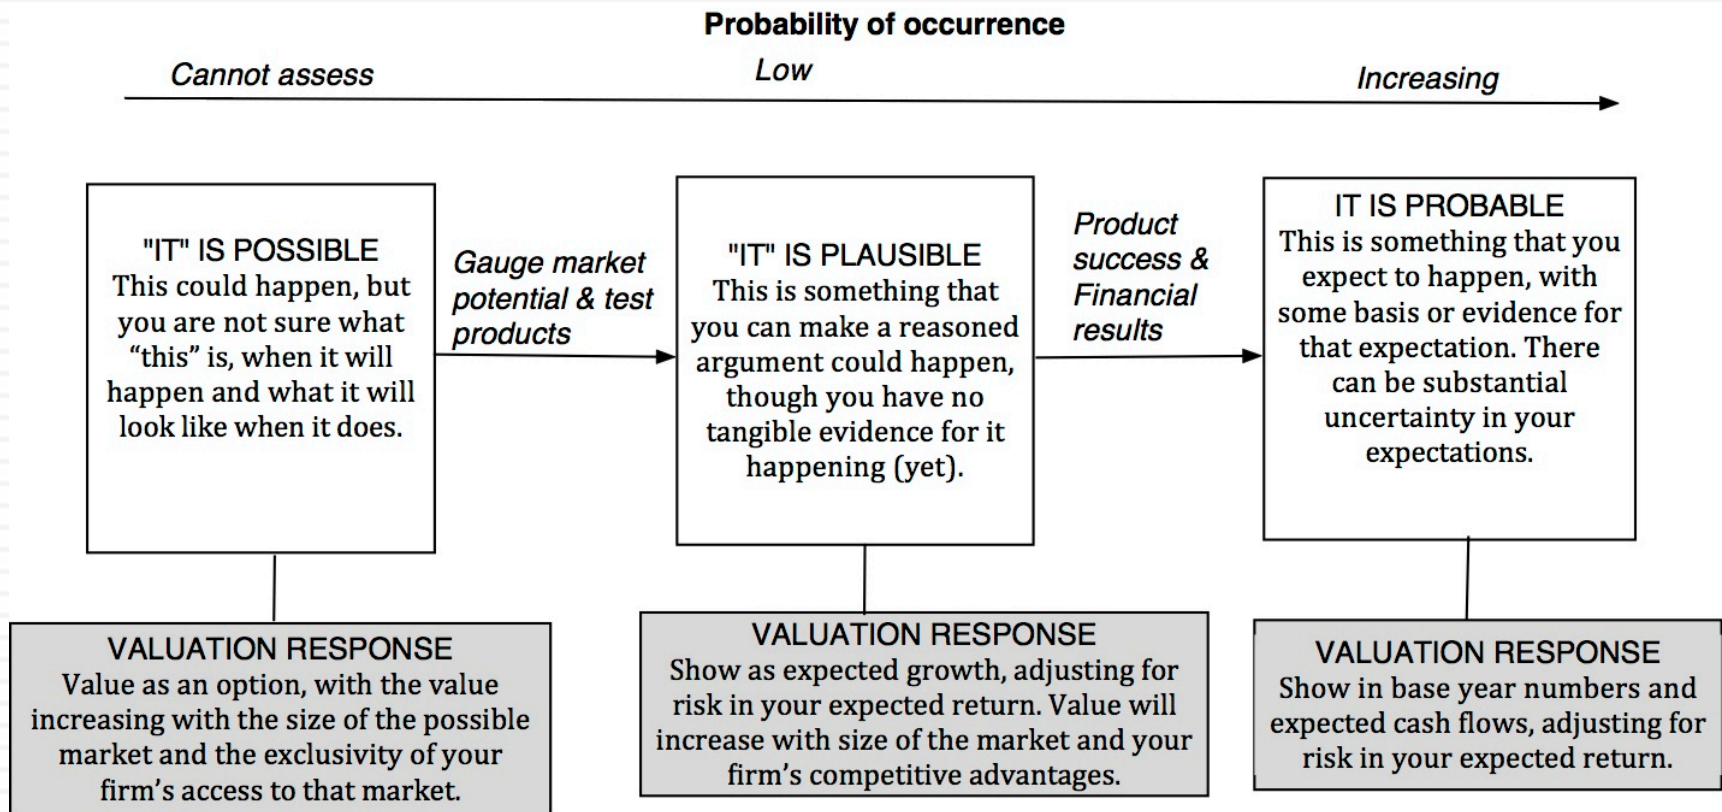 Probability of occurrence
Cannot assess
Low
Increasing
"IT" IS POSSIBLE
This could happen, but
you are not sure what
“this” is, when it will
happen and what it will
look like when it does.
Gauge market
potential & test
products
"IT" IS PLAUSIBLE
This is something that
you can make a reasoned
argument could happen,
though you have no
tangible evidence for it
happening (yet).
Product
success &
Financial
results
IT IS PROBABLE
This is something that you
expect to happen, with
some basis or evidence for
that expectation. There
can be substantial
uncertainty in your
expectations.
VALUATION RESPONSE
Value as an option, with the value
increasing with the size of the possible
market and the exclusivity of your
firm’s access to that market.
VALUATION RESPONSE
Show as expected growth, adjusting for
risk in your expected return. Value will
increase with size of the market and your
firm’s competitive advantages.
VALUATION RESPONSE
Show in base year numbers and
expected cash flows, adjusting for
risk in your expected return.